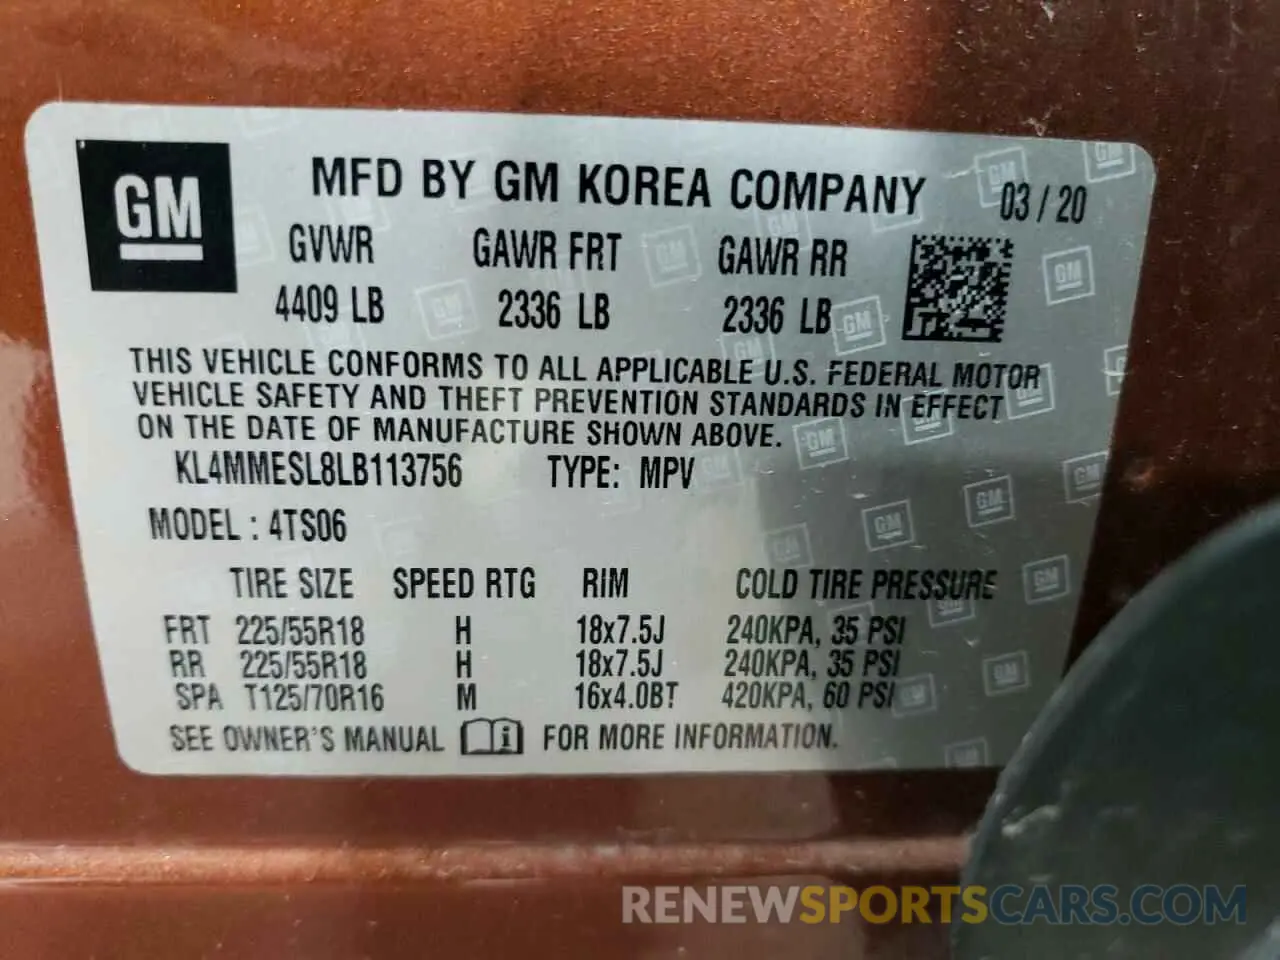 GM
MFD BY GM KOREA COMPANY 03/20
GVWR GAWR FRT GAWR RR
4409 LB 2336 LB 2336 LB
THIS VEHICLE CONFORMS TO ALL APPLICABLE U.S. FEDERAL MOTOR
VEHICLE SAFETY AND THEFT PREVENTION STANDARDS IN EFFECT
ON THE DATE OF MANUFACTURE SHOWN ABOVE.
KL4MMESL8LB113756 TYPE: MPV
MODEL : 4TS06
TIRE SIZE SPEED RTG RIM COLD TIRE PRESSURE
FRT 225/55R18 H 18x7.5J 240KPA, 35 PSI
RR 225/55R18 H 18x7.5J 240KPA, 35 PSI
SPA T125/70R16 M 16x4.0BT 420KPA, 60 PSI
SEE OWNER'S MANUAL i FOR MORE INFORMATION.
RENEWSPORTSCARS.COM